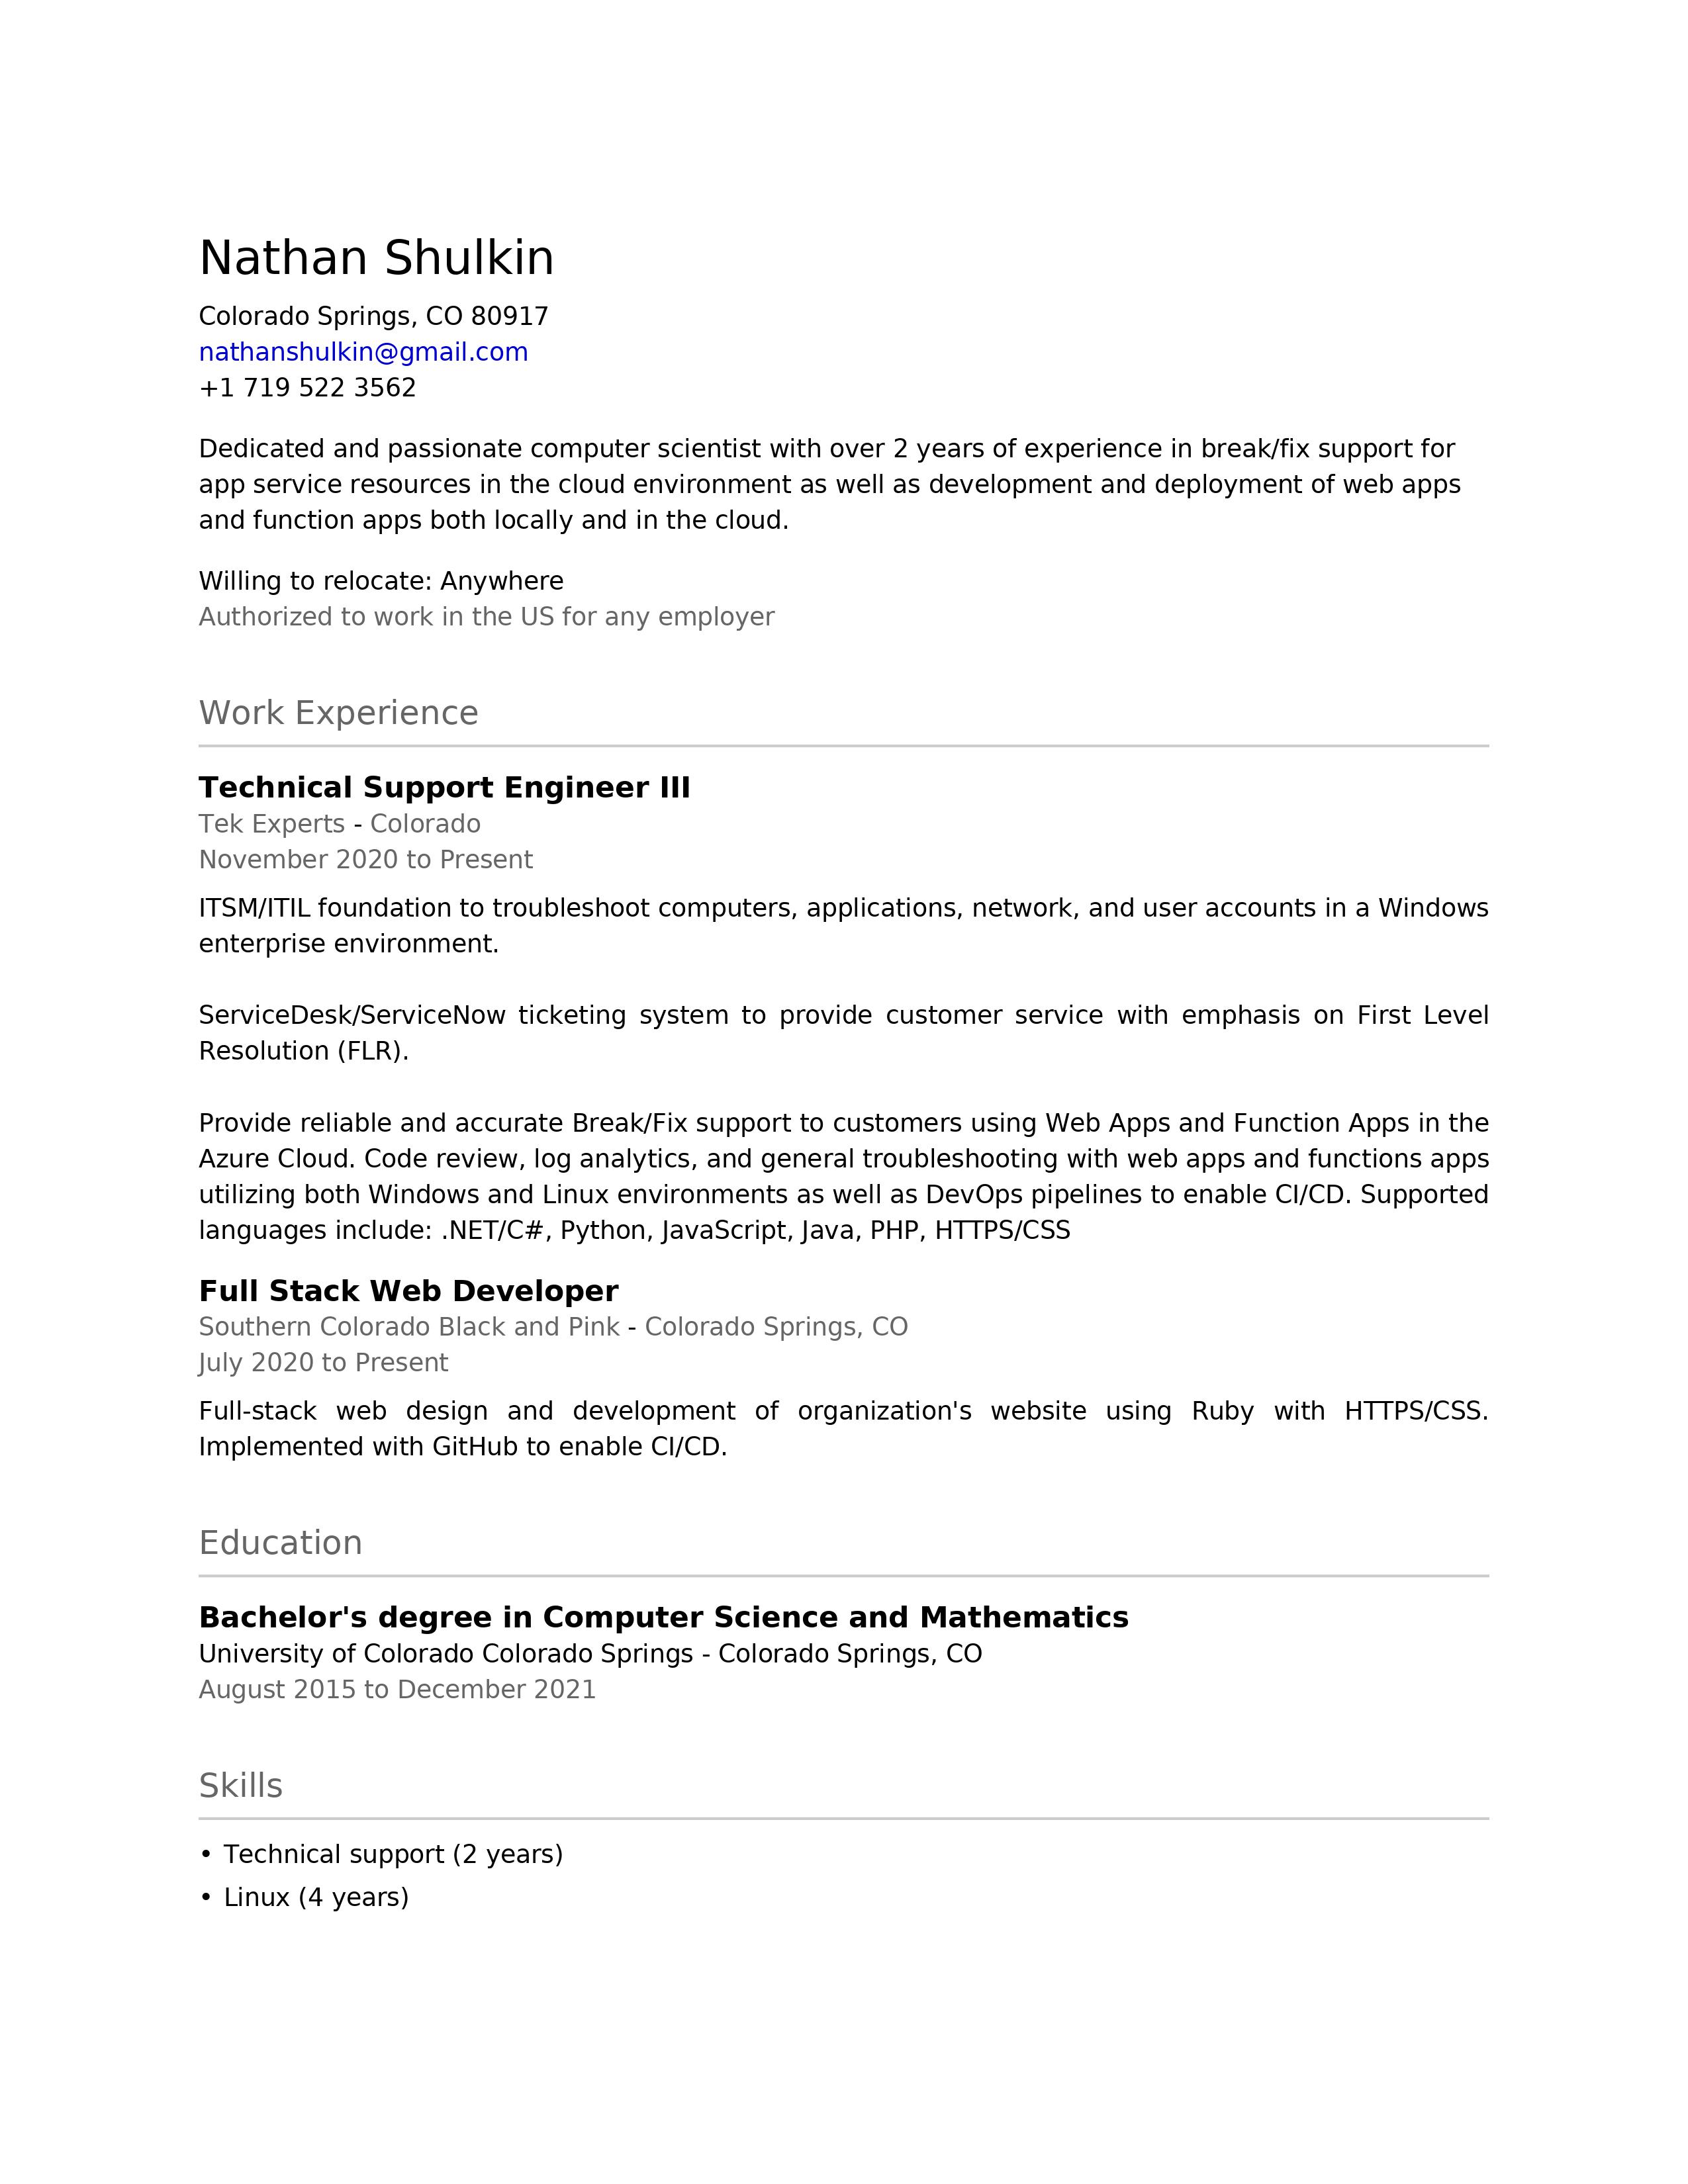 Nathan Shulkin
Colorado Springs, CO 80917
nathanshulkin@gmail.com
+1 719 522 3562
Dedicated and passionate computer scientist with over 2 years of experience in break/fix support for
app service resources in the cloud environment as well as development and deployment of web apps
and function apps both locally and in the cloud.
Willing to relocate: Anywhere
Authorized to work in the US for any employer
Work Experience
Technical Support Engineer III
Tek Experts - Colorado
November 2020 to Present
ITSM/ITIL foundation to troubleshoot computers, applications, network, and user accounts in a Windows
enterprise environment.
ServiceDesk/ServiceNow ticketing system to provide customer service with emphasis on First Level
Resolution (FLR).
Provide reliable and accurate Break/Fix support to customers using Web Apps and Function Apps in the
Azure Cloud. Code review, log analytics, and general troubleshooting with web apps and functions apps
utilizing both Windows and Linux environments as well as DevOps pipelines to enable CI/CD. Supported
languages include: .NET/C#, Python, JavaScript, Java, PHP, HTTPS/CSS
Full Stack Web Developer
Southern Colorado Black and Pink - Colorado Springs, CO
July 2020 to Present
Full-stack web design and development of organization's website using Ruby with HTTPS/CSS.
Implemented with GitHub to enable CI/CD.
Education
Bachelor's degree in Computer Science and Mathematics
University of Colorado Colorado Springs - Colorado Springs, CO
August 2015 to December 2021
Skills
• Technical support (2 years)
• Linux (4 years)